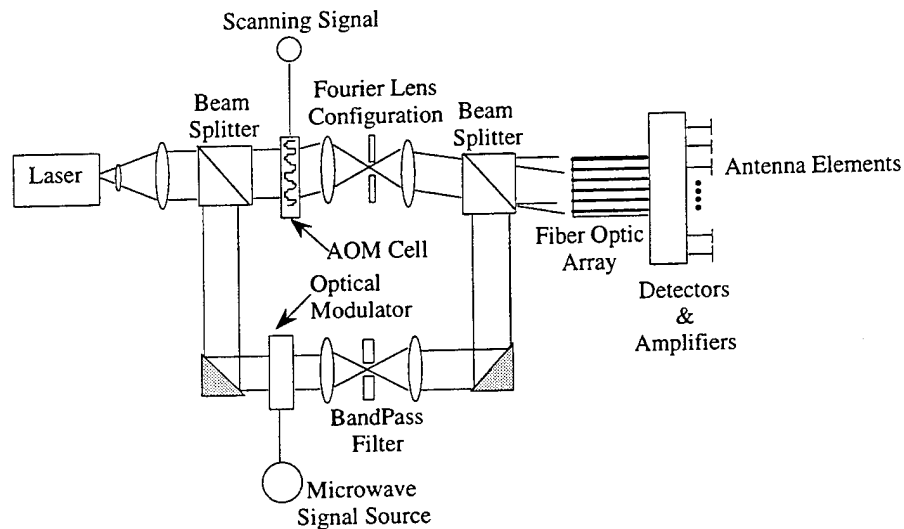 Scanning Signal
Fourier Lens
Configuration
Beam
Splitter
Beam
Splitter
Laser
Antenna Elements
AOM Cell
Fiber Optic
Array
Optical
Modulator
Detectors
&
Amplifiers
BandPass
Filter
Microwave
Signal Source